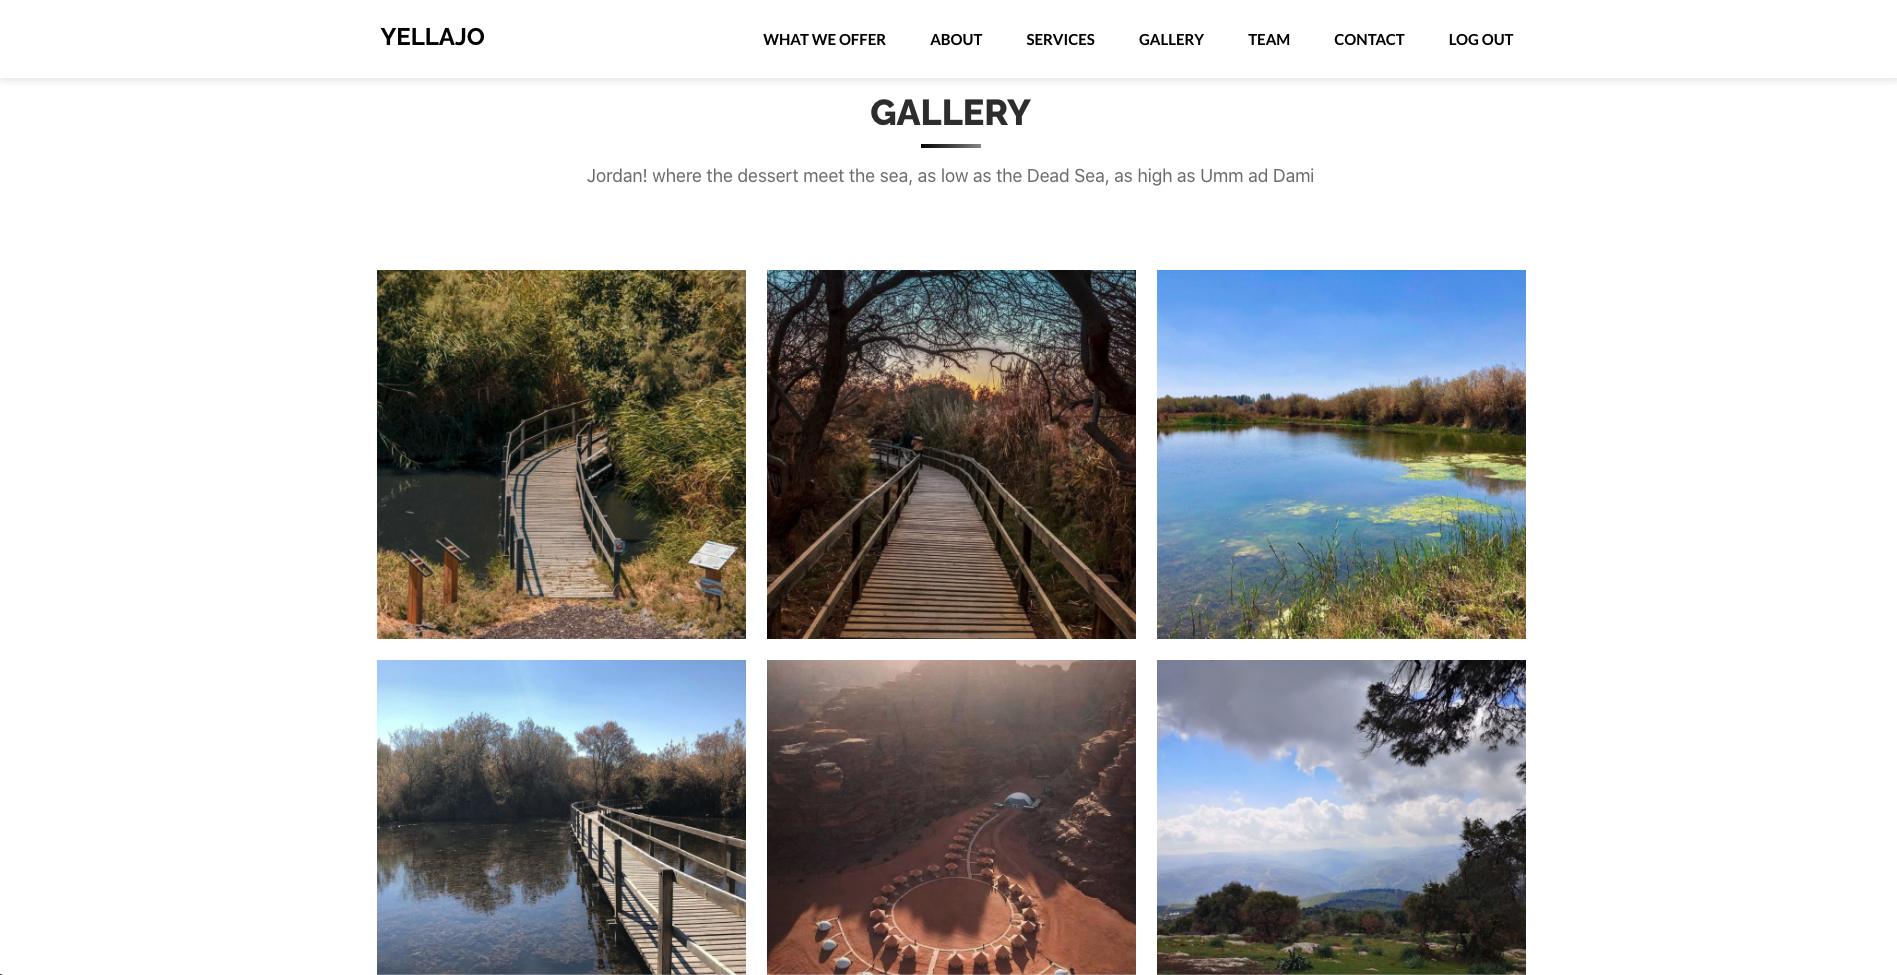 YELLAJO
WHAT WE OFFER
ABOUT
SERVICES
GALLERY
TEAM
CONTACT
LOG OUT
GALLERY
Jordan! where the dessert meet the sea, as low as the Dead Sea, as high as Umm ad Dami